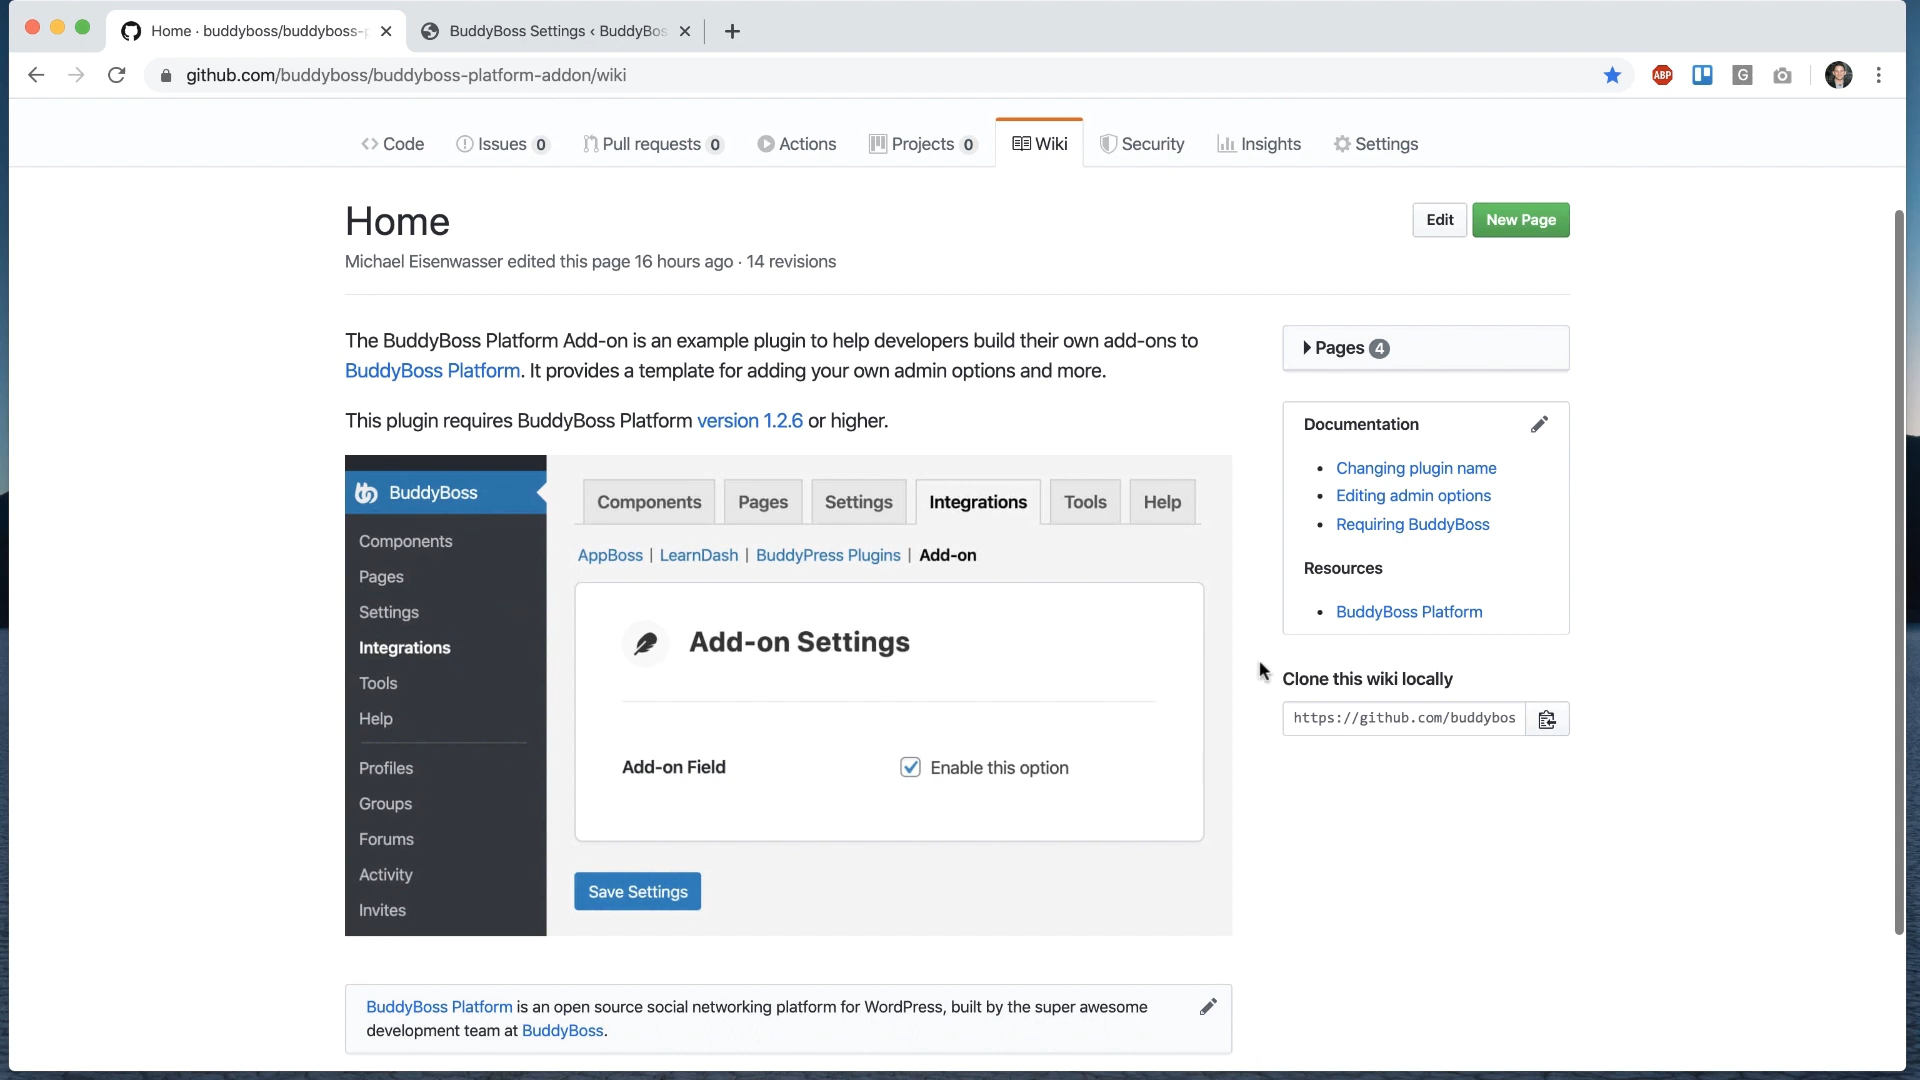 Home · buddyboss/buddyboss-p
BuddyBoss Settings ‹ BuddyBos
github.com/buddyboss/buddyboss-platform-addon/wiki
ABP
G
Code
Issues 0
Pull requests 0
Actions
Projects 0
Wiki
Security
Insights
Settings
Home
Edit
New Page
Michael Eisenwasser edited this page 16 hours ago · 14 revisions
The BuddyBoss Platform Add-on is an example plugin to help developers build their own add-ons to
BuddyBoss Platform. It provides a template for adding your own admin options and more.
This plugin requires BuddyBoss Platform version 1.2.6 or higher.
BuddyBoss
Components
Pages
Settings
Integrations
Tools
Help
Profiles
Groups
Forums
Activity
Invites
Components
Pages
Settings
Integrations
Tools
Help
AppBoss | LearnDash | BuddyPress Plugins | Add-on
Add-on Settings
Add-on Field
Enable this option
Save Settings
BuddyBoss Platform is an open source social networking platform for WordPress, built by the super awesome
development team at BuddyBoss.
Pages 4
Documentation
• Changing plugin name
• Editing admin options
• Requiring BuddyBoss
Resources
• BuddyBoss Platform
Clone this wiki locally
https://github.com/buddybos